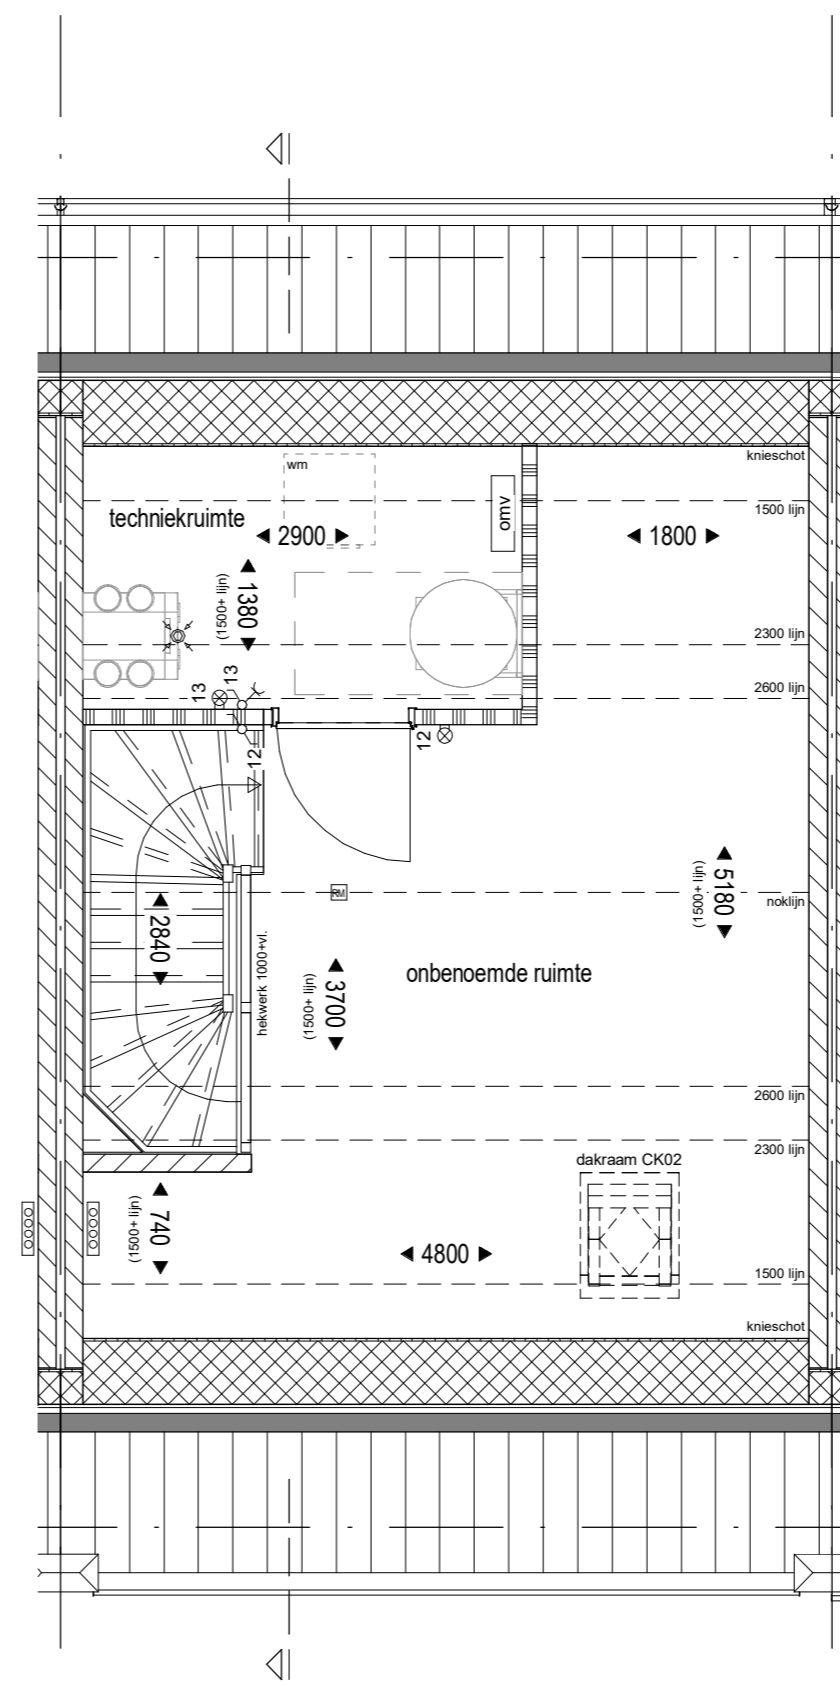 knieschot
wm
1500 lijn
techniekruimte
omv
2900
1800
1380
(1500+ lijn)
2300 lijn
13
13
2600 lijn
12
12
5180
(1500+ lijn)
RM
noklijn
2840
hekwerk 1000+vl.
onbenoemde ruimte
3700
(1500+ lijn)
2600 lijn
2300 lijn
dakraam CK02
740
(1500+ lijn)
4800
1500 lijn
knieschot